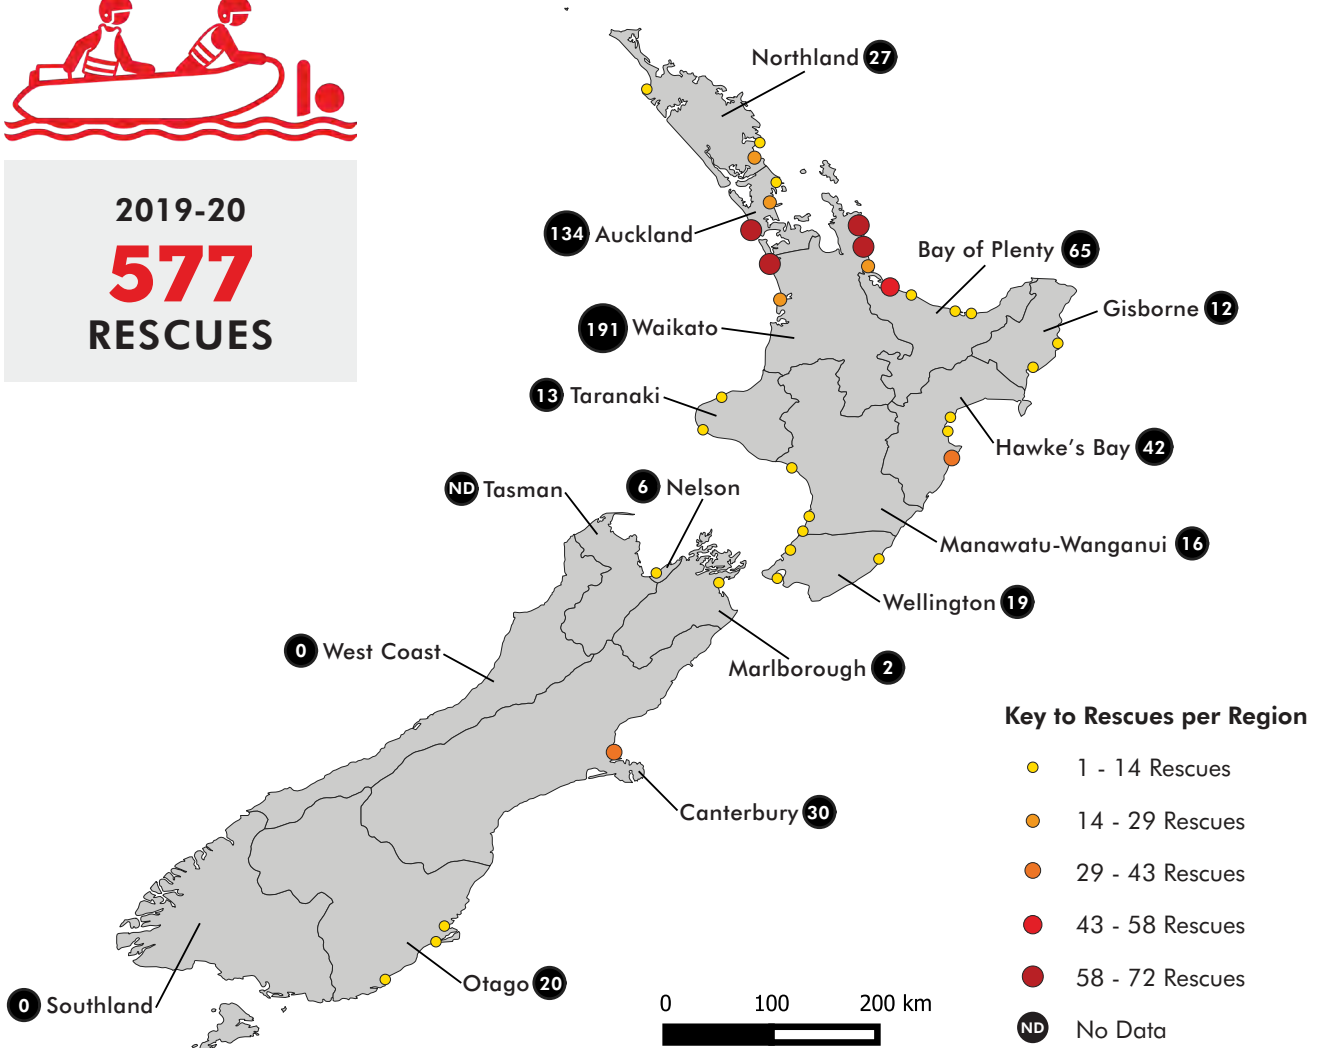 2019-20
577
RESCUES
Northland 27
134 Auckland
Bay of Plenty 65
Gisborne 12
191 Waikato
13 Taranaki
Hawke's Bay 42
ND Tasman
6 Nelson
Manawatu-Wanganui 16
Wellington 19
0 West Coast
Marlborough 2
Canterbury 30
Otago 20
0 Southland
Key to Rescues per Region
1 - 14 Rescues
14 - 29 Rescues
29 - 43 Rescues
43 - 58 Rescues
58 - 72 Rescues
ND No Data
0 100 200 km